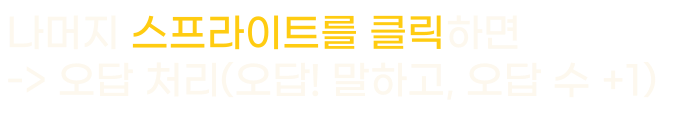 나머지 스프라이트를 클릭하면
-> 오답 처리(오답! 말하고, 오답 수 +1)